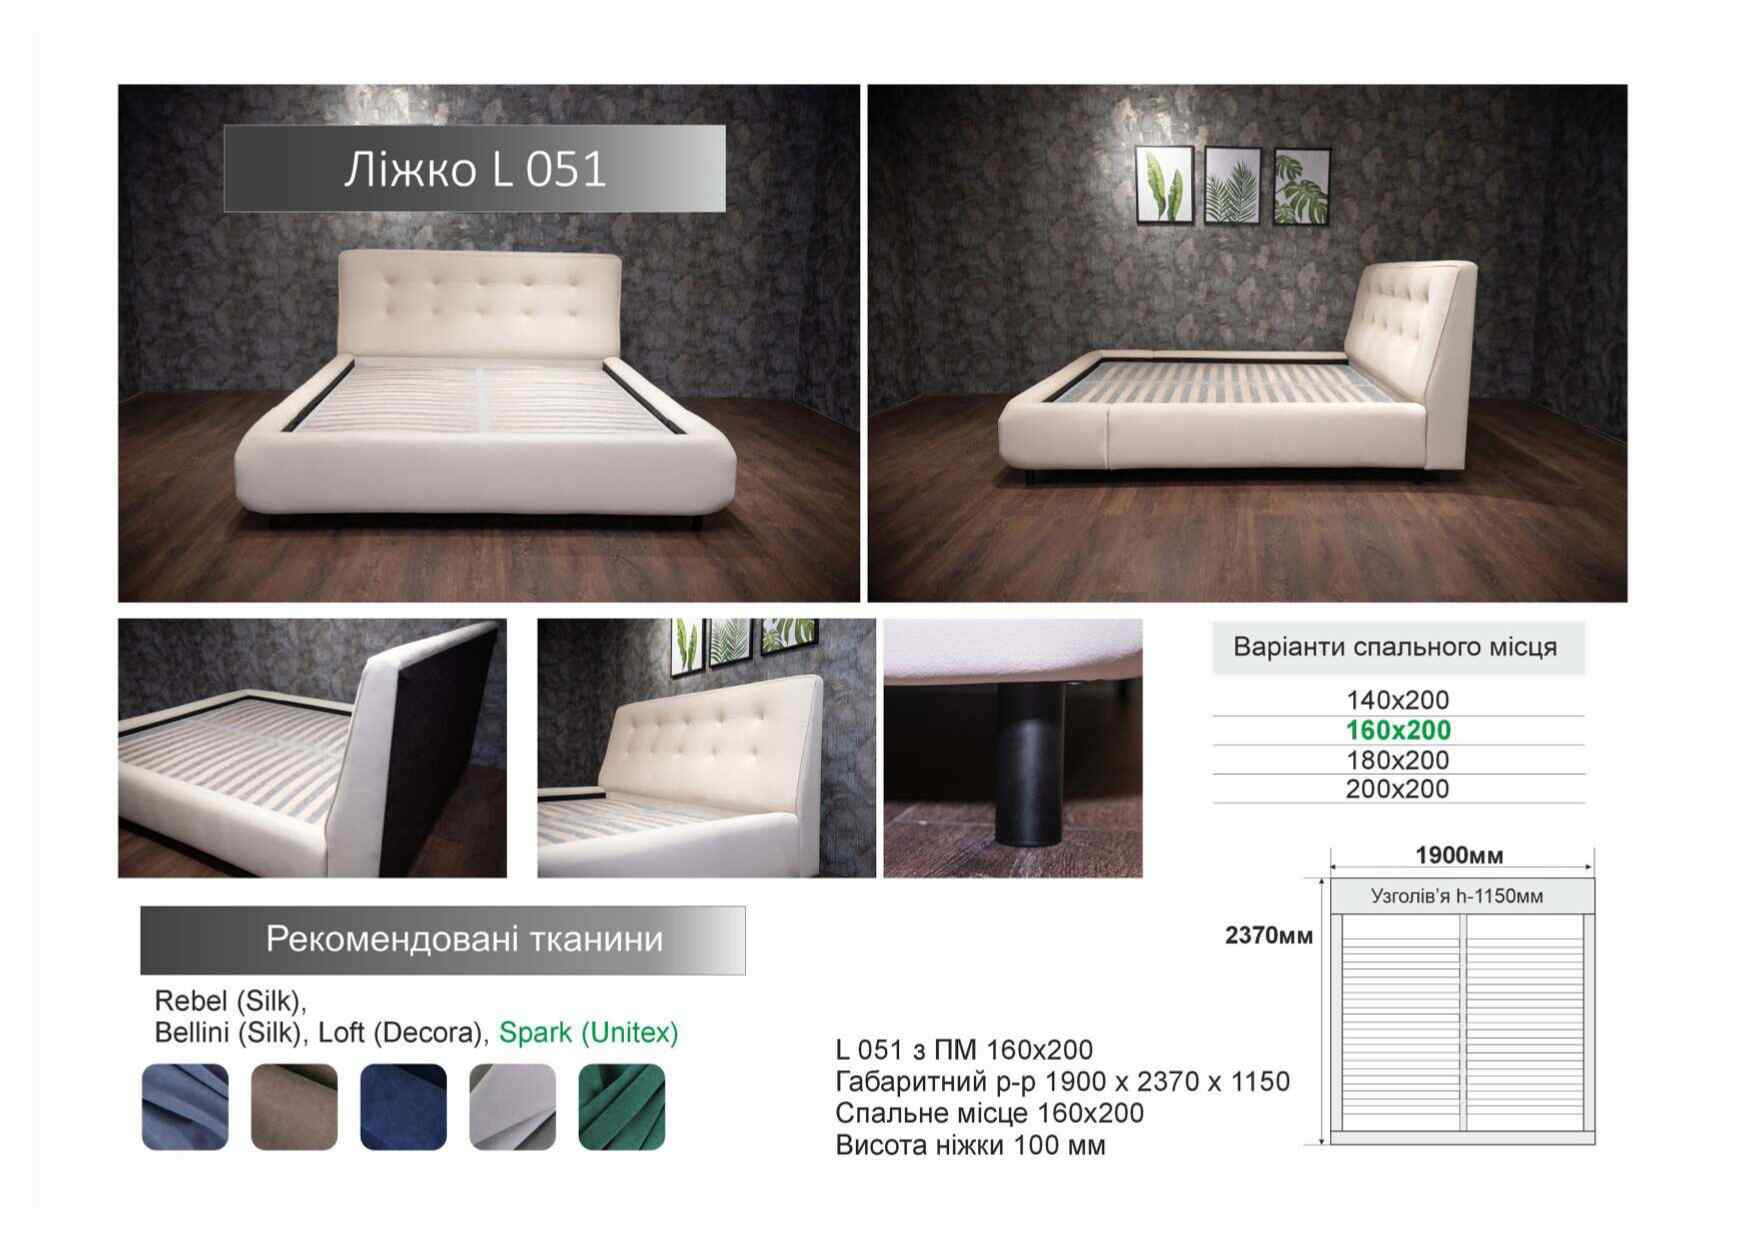 Ліжко L 051
Варіанти спального місця
140x200
160x200
180x200
200x200
1900мм
Узголів’я h-1150мм
2370мм
Рекомендовані тканини
Rebel (Silk),
Bellini (Silk), Loft (Decora), Spark (Unitex)
L 051 з ПМ 160x200
Габаритний р-р 1900 x 2370 x 1150
Спальне місце 160x200
Висота ніжки 100 мм